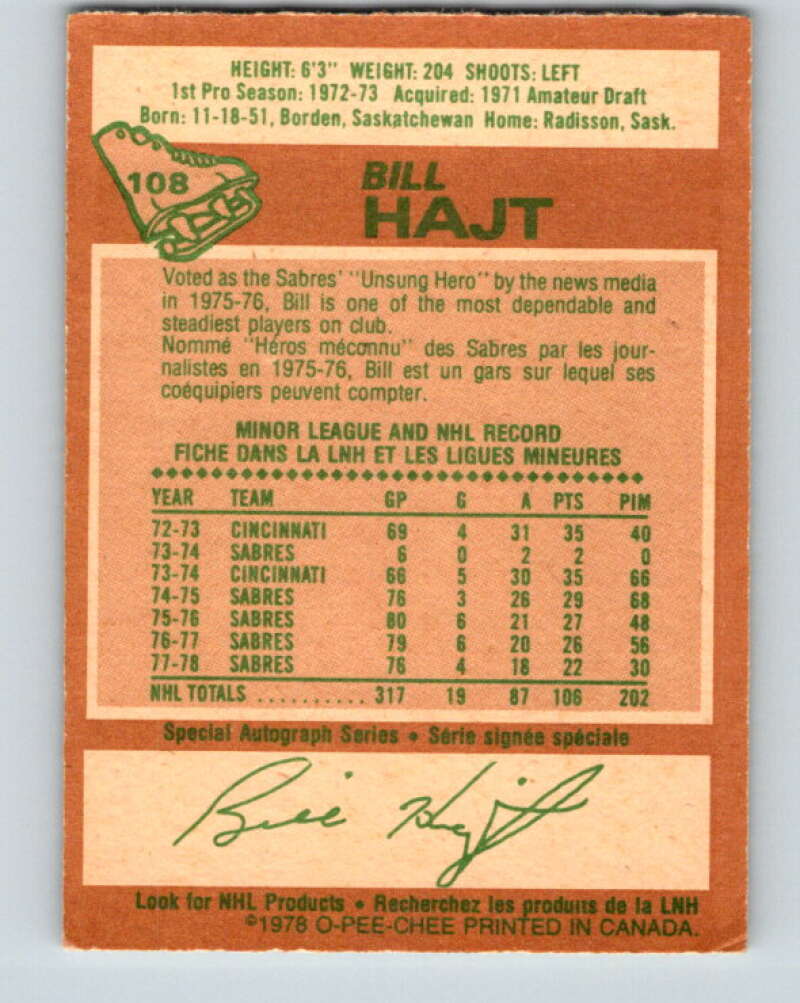 HEIGHT: 6'3" WEIGHT: 204 SHOOTS: LEFT
1st Pro Season: 1972-73 Acquired: 1971 Amateur Draft
Born: 11-18-51, Borden, Saskatchewan Home: Radisson, Sask.
108
BILL
HAJT
Voted as the Sabres' "Unsung Hero" by the news media
in 1975-76, Bill is one of the most dependable and
steadiest players on club.
Nommé "Héros méconnu" des Sabres par les jour-
nalistes en 1975-76, Bill est un gars sur lequel ses
coéquipiers peuvent compter.
MINOR LEAGUE AND NHL RECORD
FICHE DANS LA LNH ET LES LIGUES MINEURES
YEAR TEAM GP G A PTS PIM
72-73 CINCINNATI 69 4 31 35 40
73-74 SABRES 6 0 2 2 0
73-74 CINCINNATI 66 5 30 35 66
74-75 SABRES 76 3 26 29 68
75-76 SABRES 80 6 21 27 48
76-77 SABRES 79 6 20 26 56
77-78 SABRES 76 4 18 22 30
NHL TOTALS .......... 317 19 87 106 202
Special Autograph Series • Série signée spéciale
Bill Hajt
Look for NHL Products • Recherchez les produits de la LNH
©1978 O-PEE-CHEE PRINTED IN CANADA.